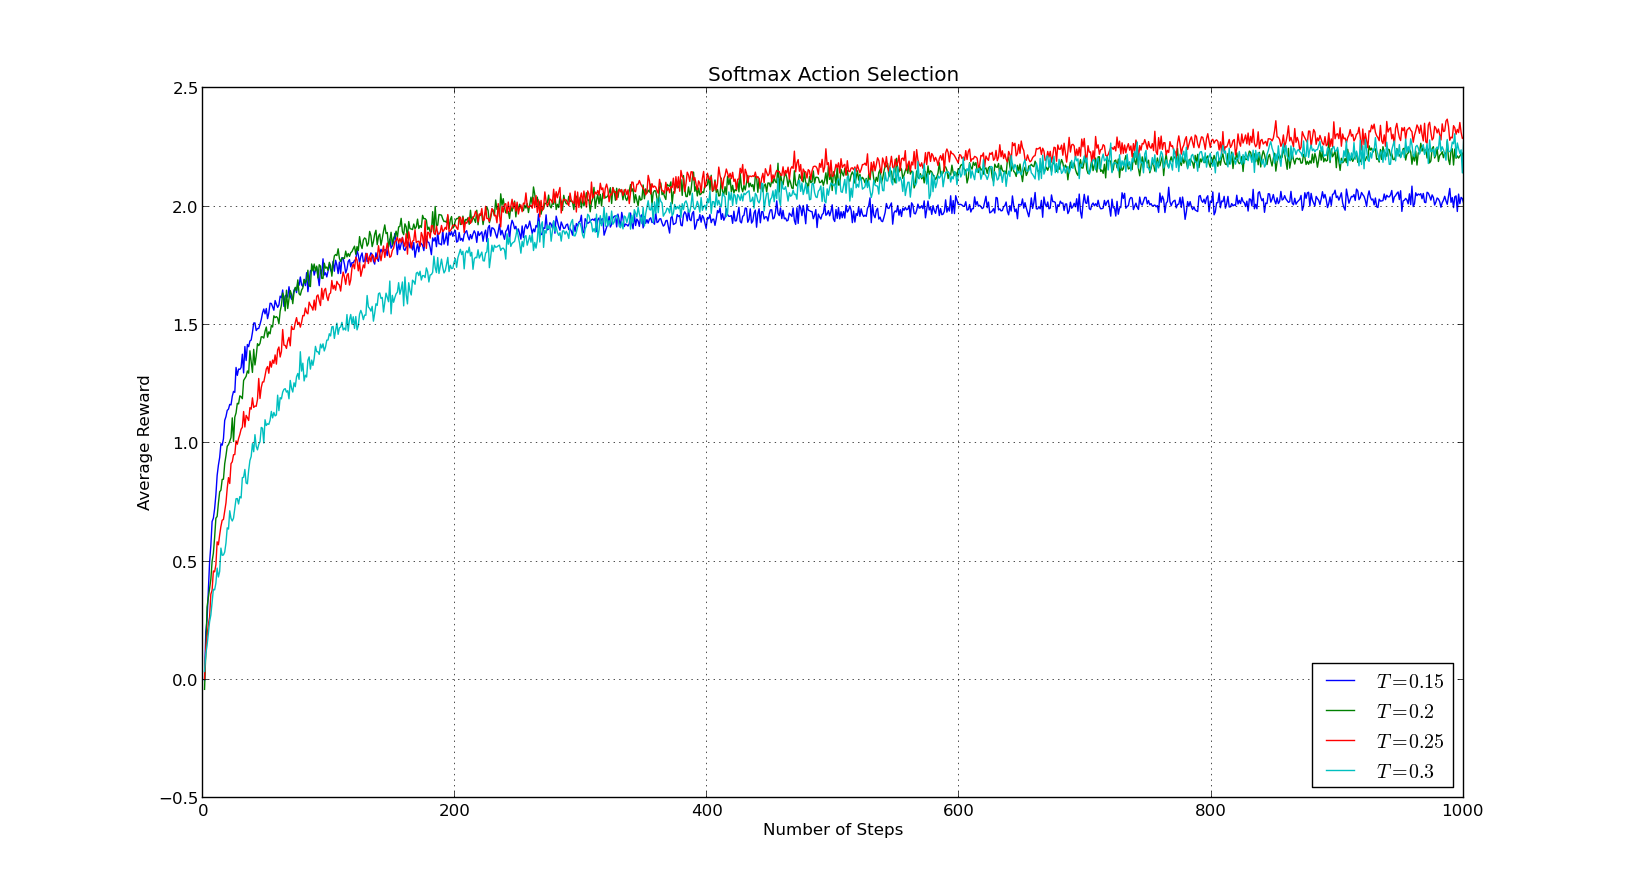 Softmax Action Selection
2.5
2.0
1.5
1.0
0.5
0.0
−0.5
Average Reward
0 200 400 600 800 1000
Number of Steps
T=0.15
T=0.2
T=0.25
T=0.3